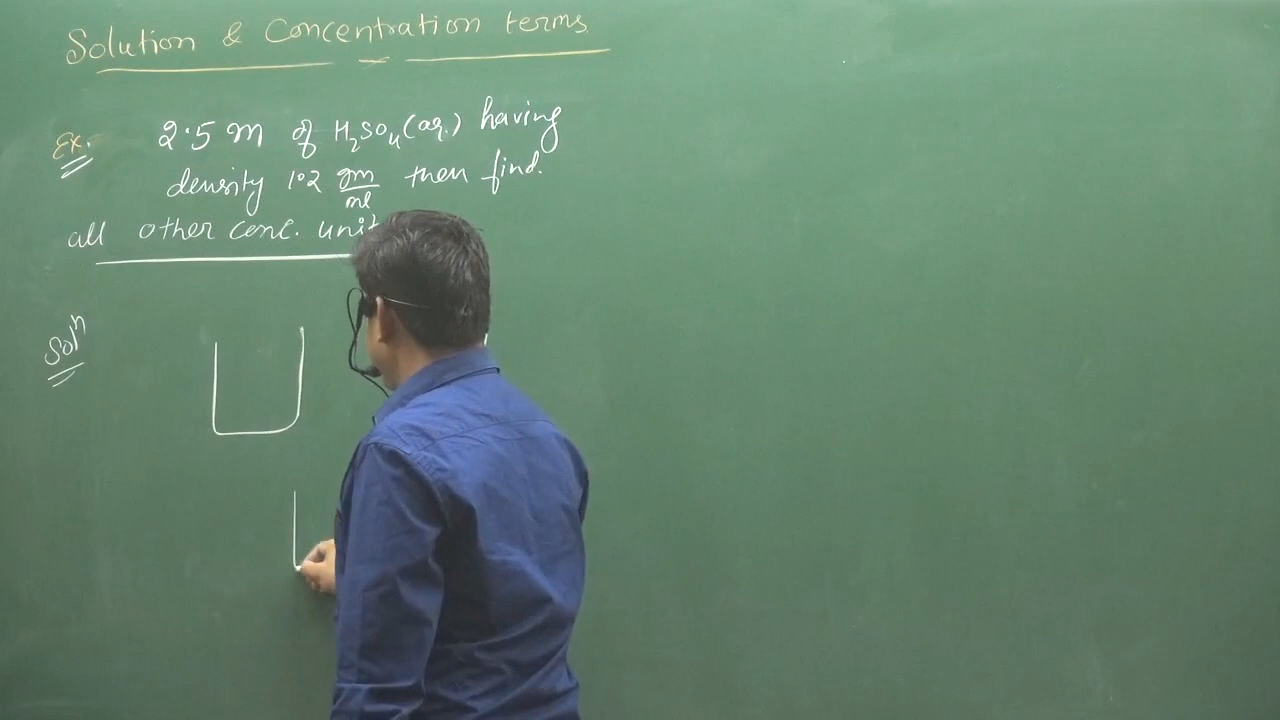 Solution & Concentration terms
Ex. 2.5 m of H2SO4(aq.) having
density 1.2 gm/ml then find.
all other conc. unit
Solⁿ